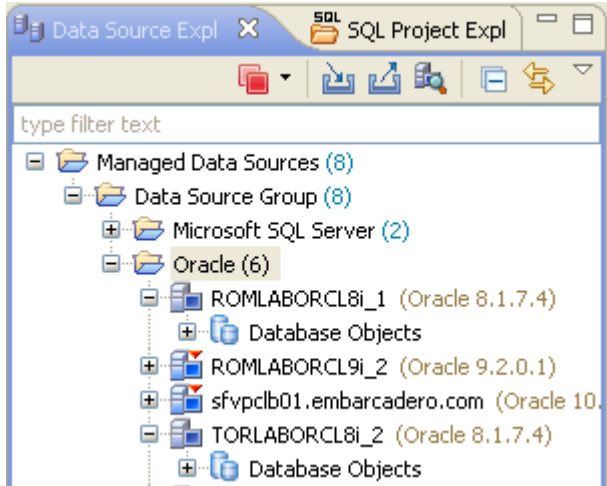 Data Source Expl SQL Project Expl
type filter text
Managed Data Sources (8)
Data Source Group (8)
Microsoft SQL Server (2)
Oracle (6)
ROMLABORCL8i_1 (Oracle 8.1.7.4)
Database Objects
ROMLABORCL9i_2 (Oracle 9.2.0.1)
sfvpclb01.embarcadero.com (Oracle 10.
TORLABORCL8i_2 (Oracle 8.1.7.4)
Database Objects